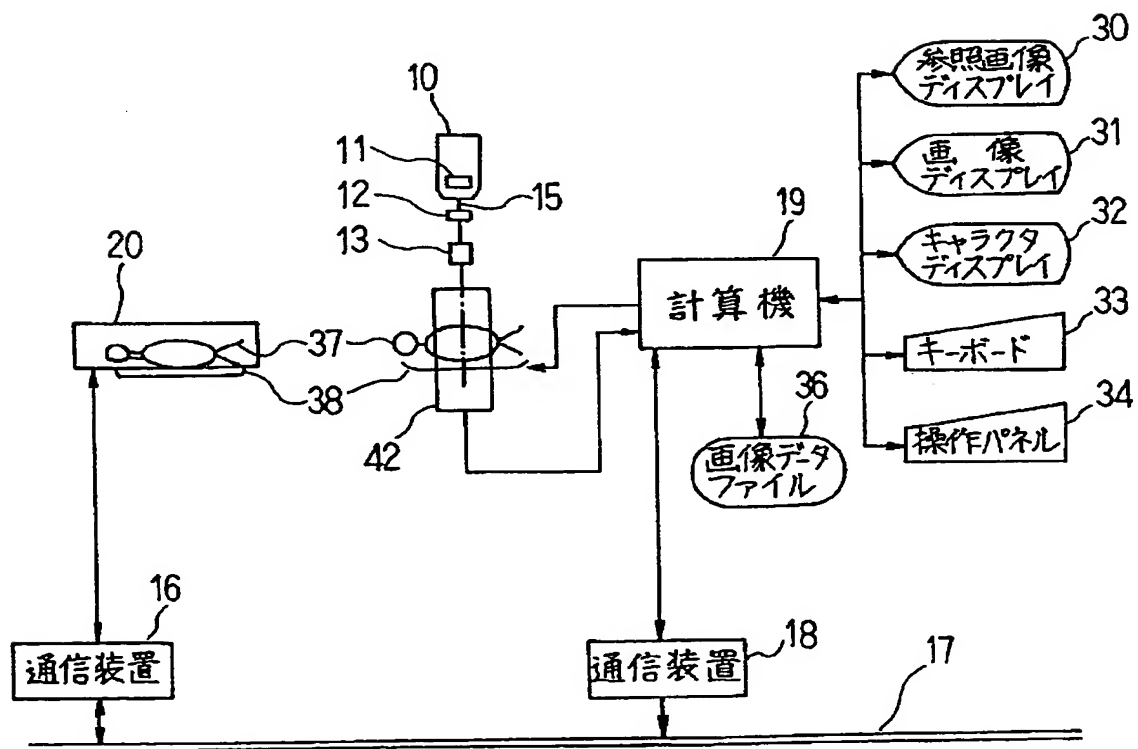 30
参照画像
ディスプレイ
10
31
11
画 像
ディスプレイ
12
15
19
32
13
キャラクタ
ディスプレイ
20
計算機
33
37
キーボード
38
36
34
42
画像データ
ファイル
操作パネル
16
18
17
通信装置
通信装置